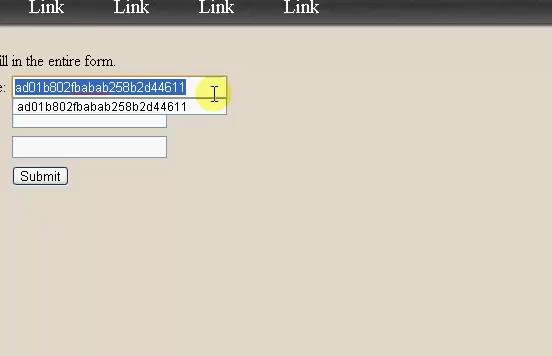 Link Link Link Link
ill in the entire form.
e: ad01b802fbabab258b2d44611
ad01b802fbabab258b2d44611
Submit